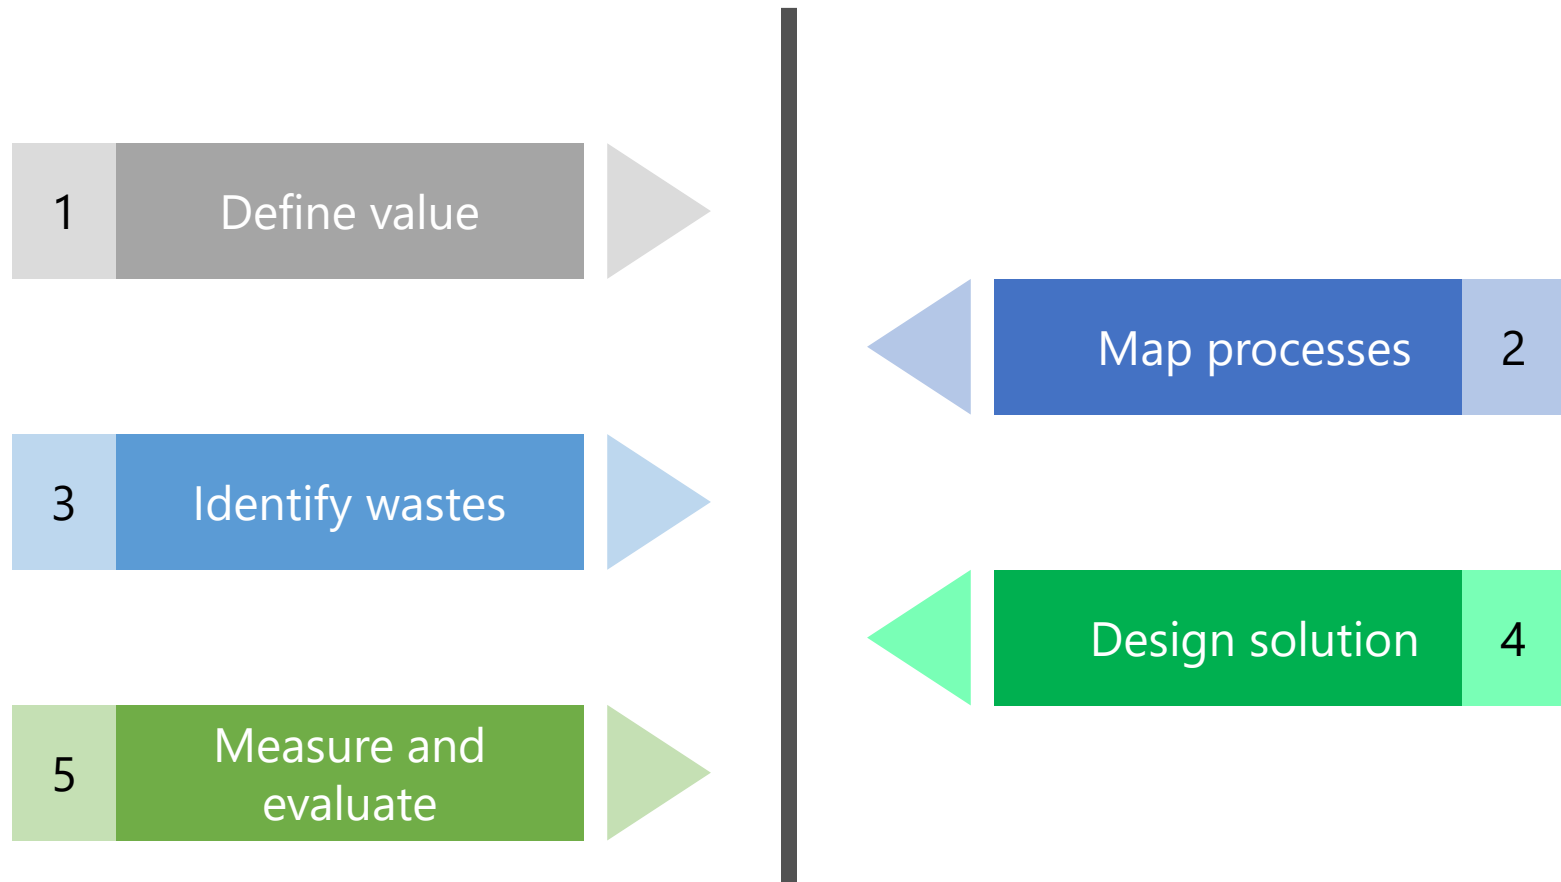 1
Define value
Map processes
2
3
Identify wastes
Design solution
4
5
Measure and
evaluate